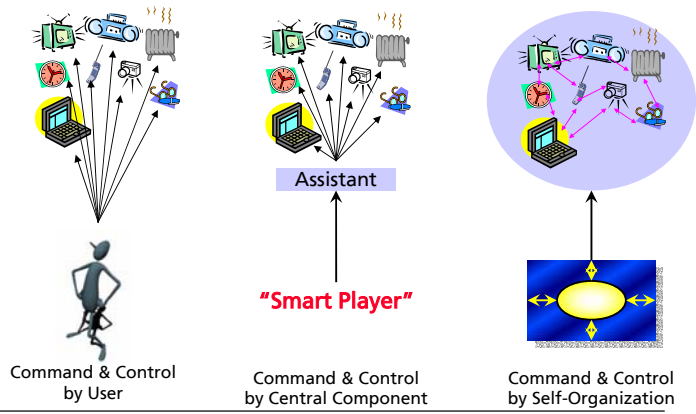 Assistant
"Smart Player"
Command & Control
by User
Command & Control
by Central Component
Command & Control
by Self-Organization